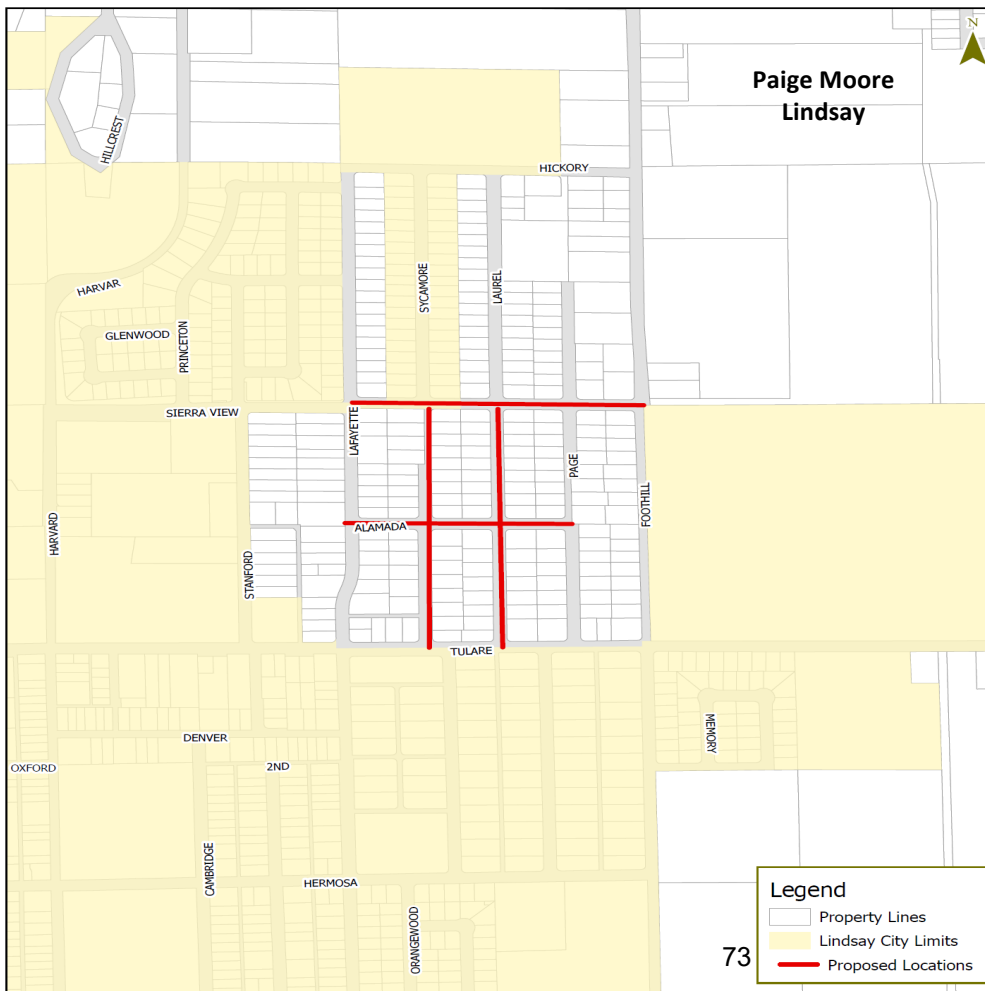 N
Paige Moore
Lindsay
HILLCREST
HICKORY
SYCAMORE
LAUREL
HARVAR
GLENWOOD
PRINCETON
SIERRA VIEW
LAFAYETTE
PAGE
FOOTHILL
HARVARD
ALAMADA
STANFORD
TULARE
MEMORY
DENVER
OXFORD
2ND
CAMBRIDGE
HERMOSA
ORANGEWOOD
Legend
Property Lines
Lindsay City Limits
Proposed Locations
73